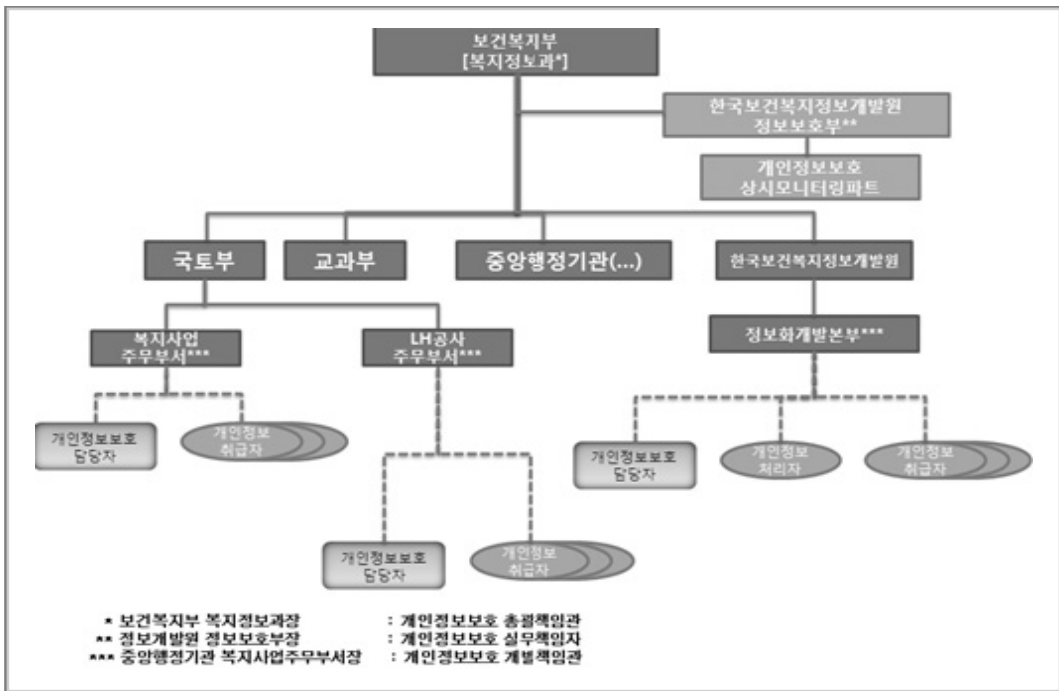 보건복지부
[복지정보과*]
한국보건복지정보개발원
정보보호부**
개인정보보호
상시모니터링파트
국토부
교과부
중앙행정기관(...)
한국보건복지정보개발원
복지사업
주무부서***
LH공사
주무부서***
정보화개발본부***
개인정보보호
담당자
개인정보
취급자
개인정보보호
담당자
개인정보
처리자
개인정보
취급자
개인정보보호
담당자
개인정보
취급자
* 보건복지부 복지정보과장 : 개인정보보호 총괄책임관
** 정보개발원 정보보호부장 : 개인정보보호 실무책임자
*** 중앙행정기관 복지사업주무부서장 : 개인정보보호 개별책임관